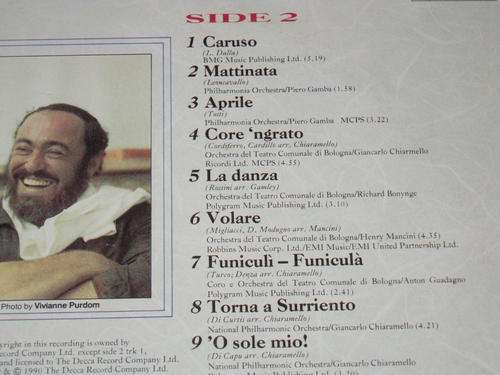 SIDE 2
1 Caruso
(L. Dalla)
BMG Music Publishing Ltd. (5.19)
2 Mattinata
(Leoncavallo)
Philharmonia Orchestra/Piero Gamba (1.58)
3 Aprile
(Tosti)
Philharmonia Orchestra/Piero Gamba MCPS (3.22)
4 Core 'ngrato
(Cordiferro, Cardillo arr. Chiaramello)
Orchestra del Teatro Comunale di Bologna/Giancarlo Chiarmello
Ricordi Ltd. MCPS (4.55)
5 La danza
(Rossini arr. Gamley)
Orchestra del Teatro Comunale di Bologna/Richard Bonynge
Polygram Music Publishing Ltd. (3.10)
6 Volare
(Migliacci, D. Modugno arr. Mancini)
Orchestra del Teatro Comunale di Bologna/Henry Mancini (4.35)
Robbins Music Corp. Ltd./EMI Music/EMI United Partnership Ltd.
7 Funiculì – Funiculà
(Turco; Denza arr. Chiaramello)
Coro e Orchestra del Teatro Comunale di Bologna/Anton Guadagno
Polygram Music Publishing Ltd. (2.41)
8 Torna a Surriento
(Di Curtis arr. Chiaramello)
National Philharmonic Orchestra/Giancarlo Chiaramello (4.21)
9 'O sole mio!
(Di Capua arr. Chiaramello)
National Philharmonic Orchestra/Giancarlo Chiaramello
Photo by Vivianne Purdom
yright in this recording is owned by
ecord Company Ltd. except side 2 trk 1,
and licensed to The Decca Record Company Ltd.
& © 1990 The Decca Record Company Ltd.